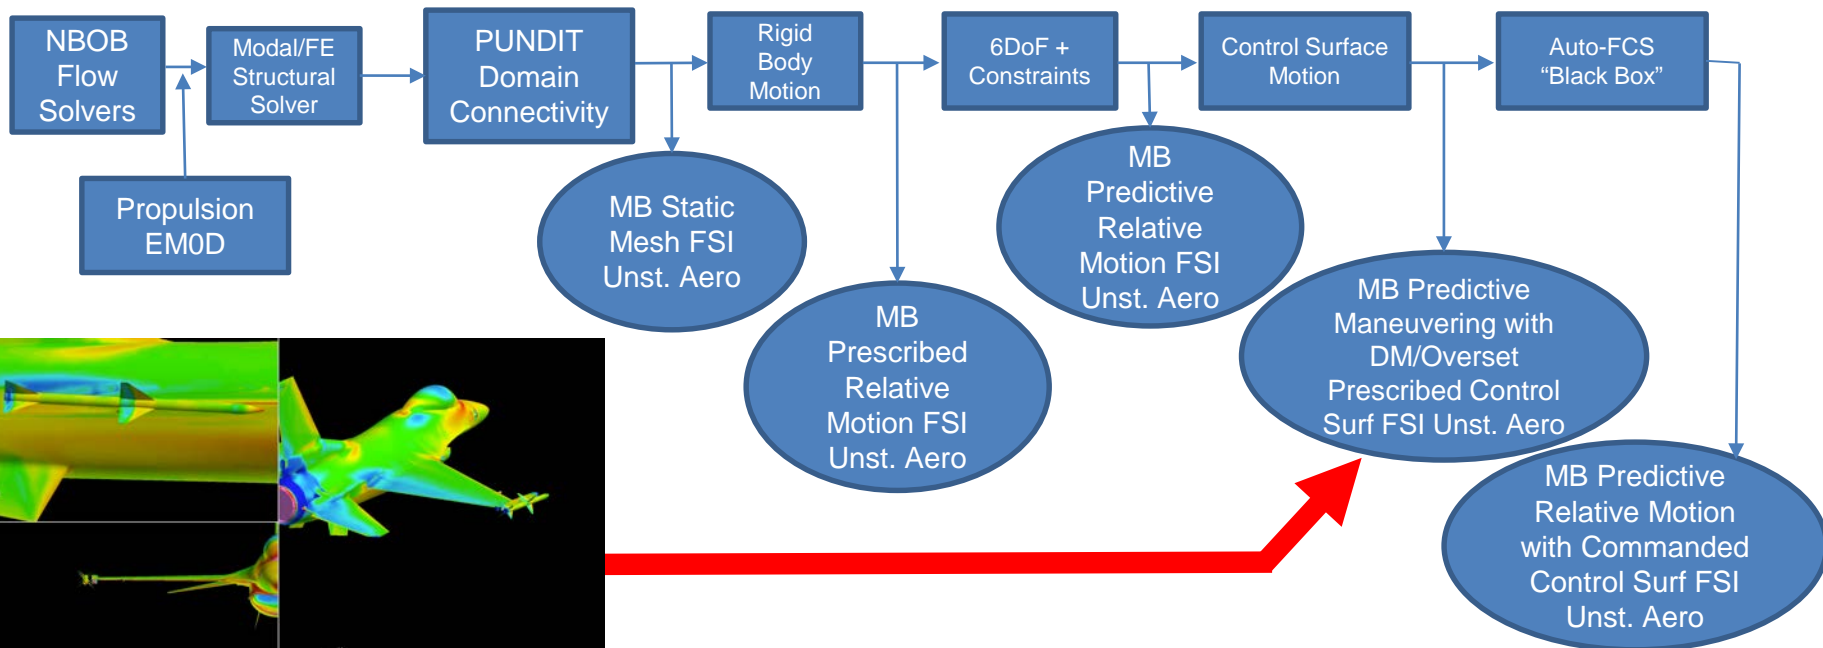 NBOB
Flow
Solvers
Modal/FE
Structural
Solver
PUNDIT
Domain
Connectivity
Rigid
Body
Motion
6DoF +
Constraints
Control Surface
Motion
Auto-FCS
“Black Box”
Propulsion
EM0D
MB Static
Mesh FSI
Unst. Aero
MB
Prescribed
Relative
Motion FSI
Unst. Aero
MB
Predictive
Relative
Motion FSI
Unst. Aero
MB Predictive
Maneuvering with
DM/Overset
Prescribed Control
Surf FSI Unst. Aero
MB Predictive
Relative Motion
with Commanded
Control Surf FSI
Unst. Aero